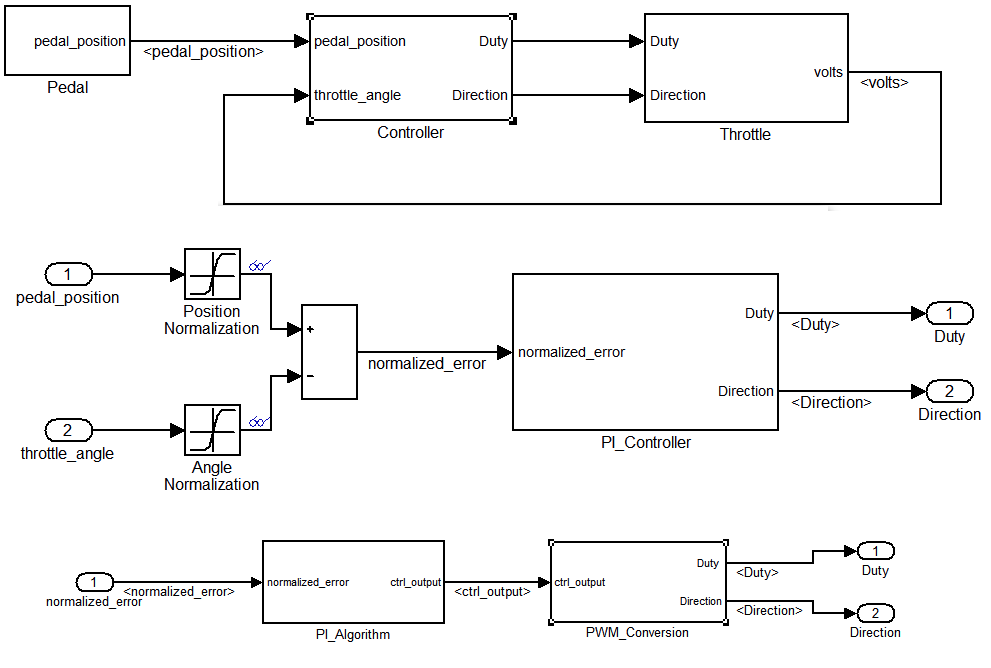 pedal_position
<pedal_position>
Pedal
pedal_position
Duty
throttle_angle
Direction
Controller
Duty
Direction
volts
<volts>
Throttle
1
pedal_position
Position
Normalization
2
throttle_angle
Angle
Normalization
+
−
normalized_error
normalized_error
Duty
Direction
PI_Controller
<Duty>
<Direction>
1
Duty
2
Direction
1
normalized_error
<normalized_error>
normalized_error
ctrl_output
PI_Algorithm
<ctrl_output>
ctrl_output
Duty
Direction
PWM_Conversion
<Duty>
<Direction>
1
Duty
2
Direction